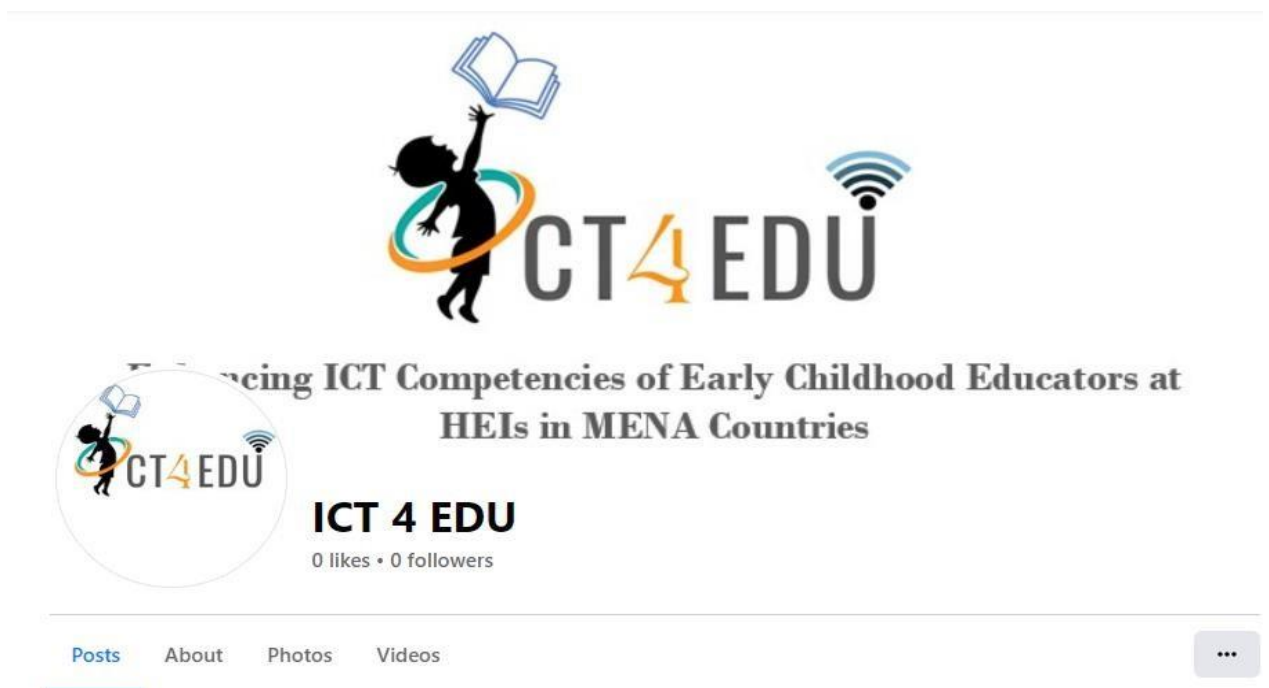 CT4EDU
ncing ICT Competencies of Early Childhood Educators at
HEIs in MENA Countries
CT4EDU
ICT 4 EDU
0 likes • 0 followers
Posts About Photos Videos